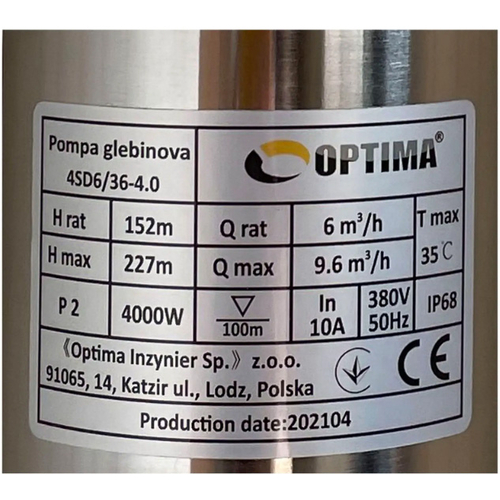 Pompa glebinova
4SD6/36-4.0
OPTIMA®
H rat 152m Q rat 6 m³/h T max
H max 227m Q max 9.6 m³/h 35℃
P 2 4000W 100m In 10A 380V 50Hz IP68
《Optima Inzynier Sp.》 z.o.o.
91065, 14, Katzir ul., Lodz, Polska
CE
Production date:202104